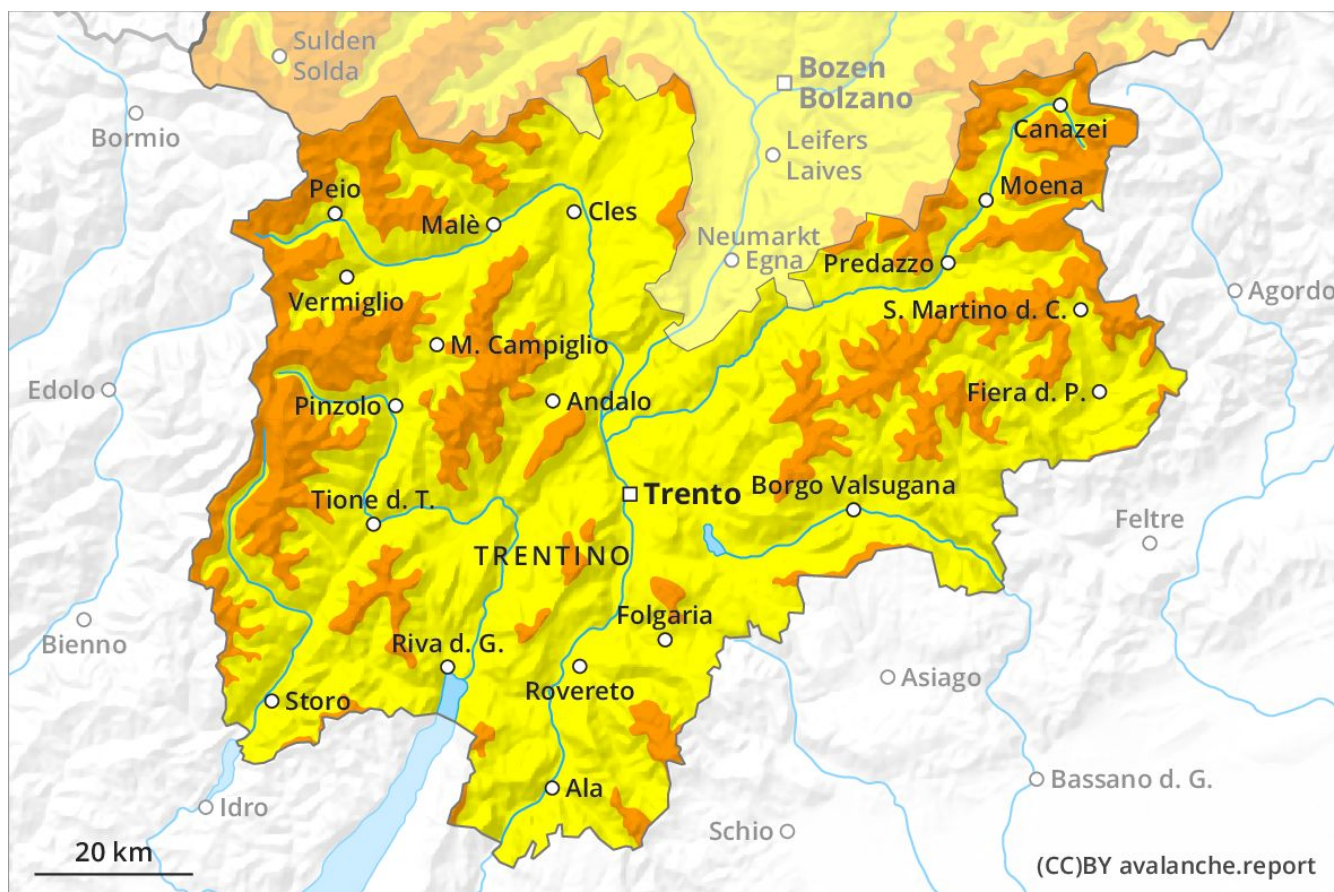 Sulden
Solda
Bozen
Bolzano
Bormio
Canazei
Leifers
Laives
Peio
Moena
Malè
Cles
Neumarkt
Egna
Predazzo
Vermiglio
Agordo
S. Martino d. C.
M. Campiglio
Edolo
Pinzolo
Andalo
Fiera d. P.
Trento
Borgo Valsugana
Tione d. T.
Feltre
TRENTINO
Folgaria
Bienno
Riva d. G.
Asiago
Rovereto
Storo
Bassano d. G.
Ala
Idro
Schio
20 km
(CC)BY avalanche.report